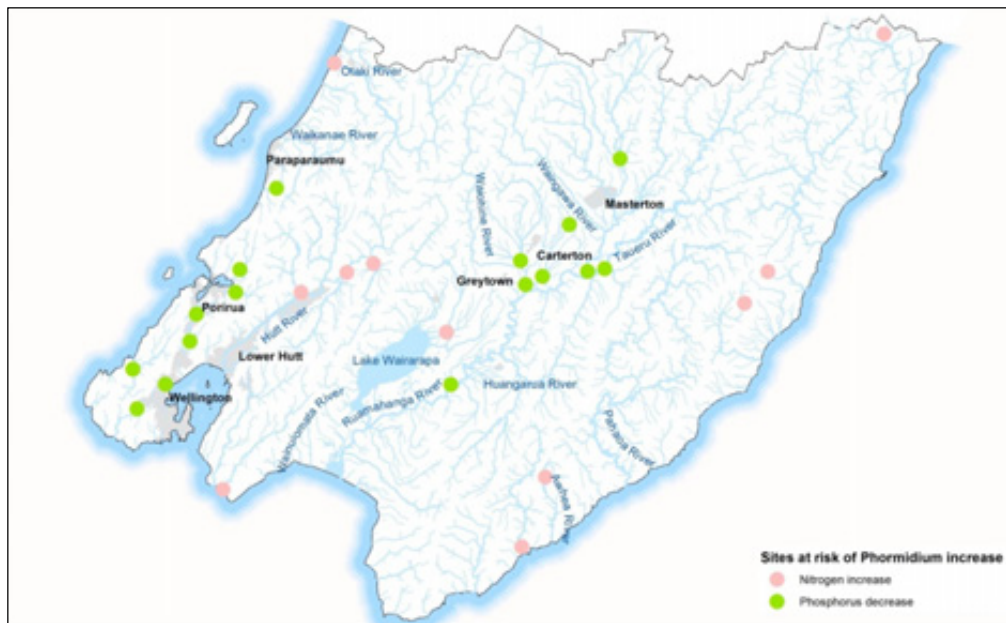 Otaki River
Waikanae River
Paraparaumu
Waingawa River
Waiohine River
Masterton
Taueru River
Carterton
Greytown
Porirua
Hutt River
Lower Hutt
Lake Wairarapa
Huangarua River
Ruamahanga River
Wellington
Wainuiomata River
Pahaoa River
Awhea River
Sites at risk of Phormidium increase
Nitrogen increase
Phosphorus decrease